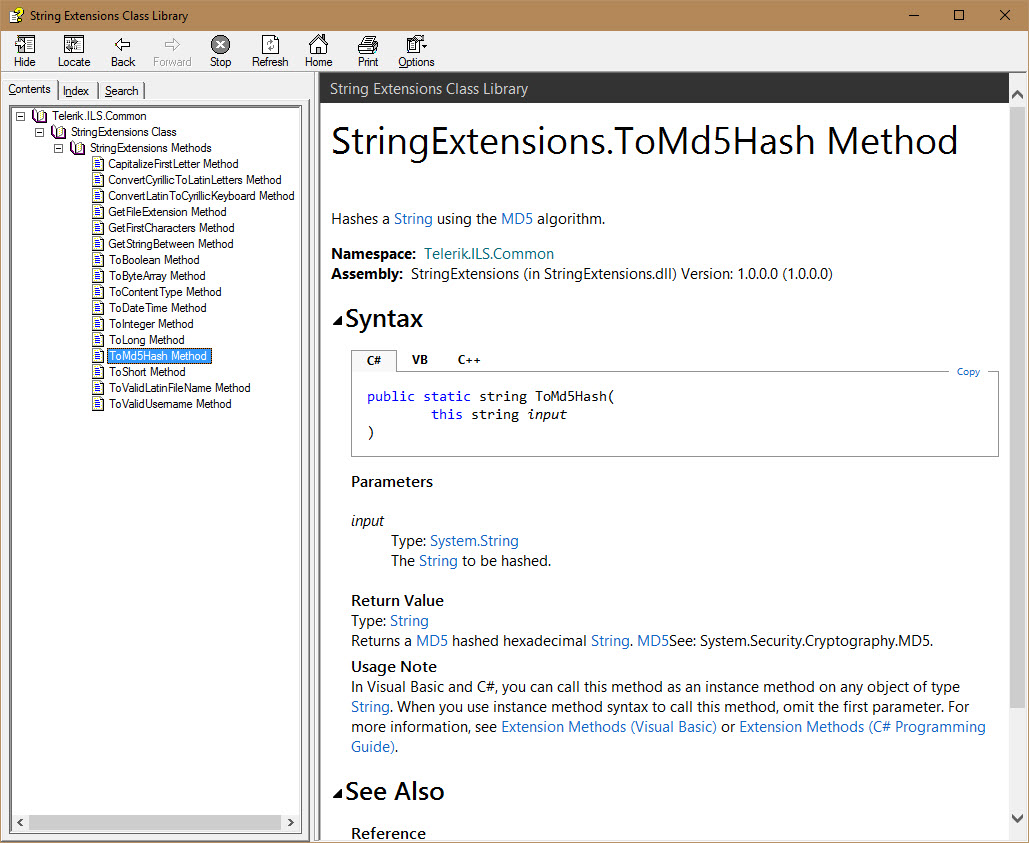 String Extensions Class Library
Hide Locate Back Forward Stop Refresh Home Print Options
Contents Index Search
Telerik.ILS.Common
StringExtensions Class
StringExtensions Methods
CapitalizeFirstLetter Method
ConvertCyrillicToLatinLetters Method
ConvertLatinToCyrillicKeyboard Method
GetFileExtension Method
GetFirstCharacters Method
GetStringBetween Method
ToBoolean Method
ToByteArray Method
ToContentType Method
ToDateTime Method
ToInteger Method
ToLong Method
ToMd5Hash Method
ToShort Method
ToValidLatinFileName Method
ToValidUsername Method
String Extensions Class Library
StringExtensions.ToMd5Hash Method
Hashes a String using the MD5 algorithm.
Namespace: Telerik.ILS.Common
Assembly: StringExtensions (in StringExtensions.dll) Version: 1.0.0.0 (1.0.0.0)
Syntax
C# VB C++
Copy
public static string ToMd5Hash(
this string input
)
Parameters
input
Type: System.String
The String to be hashed.
Return Value
Type: String
Returns a MD5 hashed hexadecimal String. MD5See: System.Security.Cryptography.MD5.
Usage Note
In Visual Basic and C#, you can call this method as an instance method on any object of type
String. When you use instance method syntax to call this method, omit the first parameter. For
more information, see Extension Methods (Visual Basic) or Extension Methods (C# Programming
Guide).
See Also
Reference